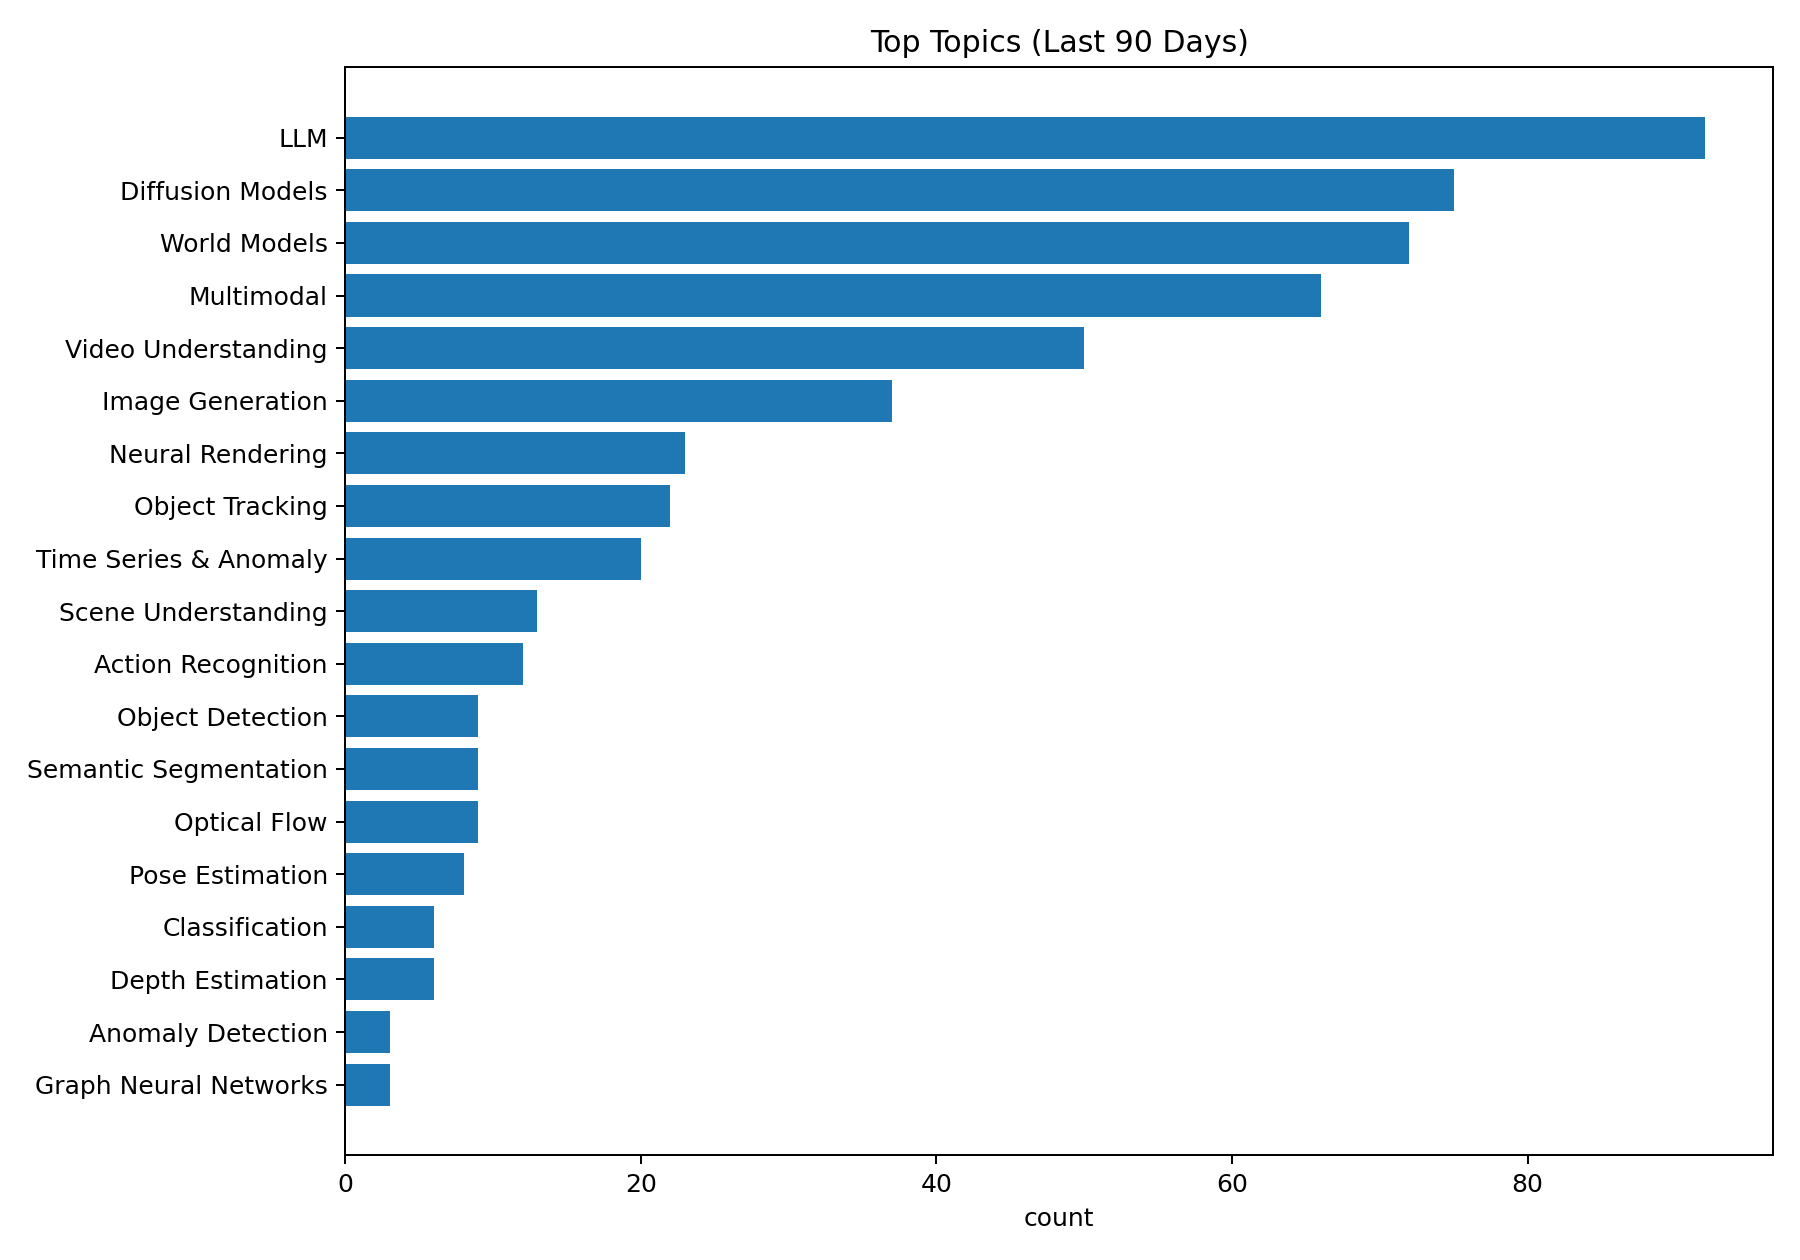 Top Topics (Last 90 Days)
LLM
Diffusion Models
World Models
Multimodal
Video Understanding
Image Generation
Neural Rendering
Object Tracking
Time Series & Anomaly
Scene Understanding
Action Recognition
Object Detection
Semantic Segmentation
Optical Flow
Pose Estimation
Classification
Depth Estimation
Anomaly Detection
Graph Neural Networks
0 20 40 60 80
count